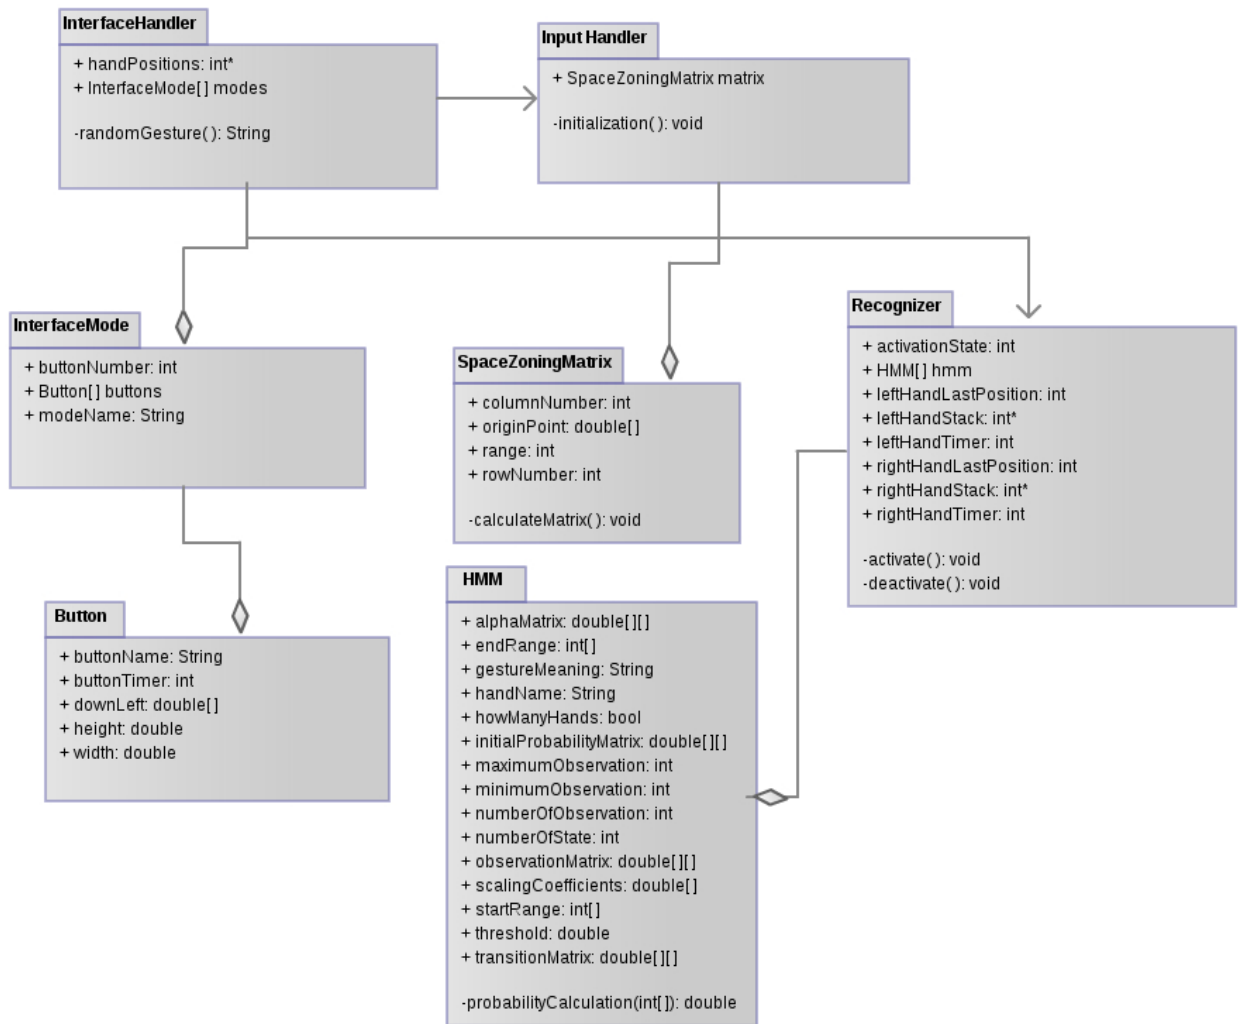 InterfaceHandler
+ handPositions: int*
+ InterfaceMode[] modes
-randomGesture(): String
Input Handler
+ SpaceZoningMatrix matrix
-initialization(): void
InterfaceMode
+ buttonNumber: int
+ Button[] buttons
+ modeName: String
SpaceZoningMatrix
+ columnNumber: int
+ originPoint: double[]
+ range: int
+ rowNumber: int
-calculateMatrix(): void
Recognizer
+ activationState: int
+ HMM[] hmm
+ leftHandLastPosition: int
+ leftHandStack: int*
+ leftHandTimer: int
+ rightHandLastPosition: int
+ rightHandStack: int*
+ rightHandTimer: int
-activate(): void
-deactivate(): void
Button
+ buttonName: String
+ buttonTimer: int
+ downLeft: double[]
+ height: double
+ width: double
HMM
+ alphaMatrix: double[][]
+ endRange: int[]
+ gestureMeaning: String
+ handName: String
+ howManyHands: bool
+ initialProbabilityMatrix: double[][]
+ maximumObservation: int
+ minimumObservation: int
+ numberOfObservation: int
+ numberOfState: int
+ observationMatrix: double[][]
+ scalingCoefficients: double[]
+ startRange: int[]
+ threshold: double
+ transitionMatrix: double[][]
-probabilityCalculation(int[]): double